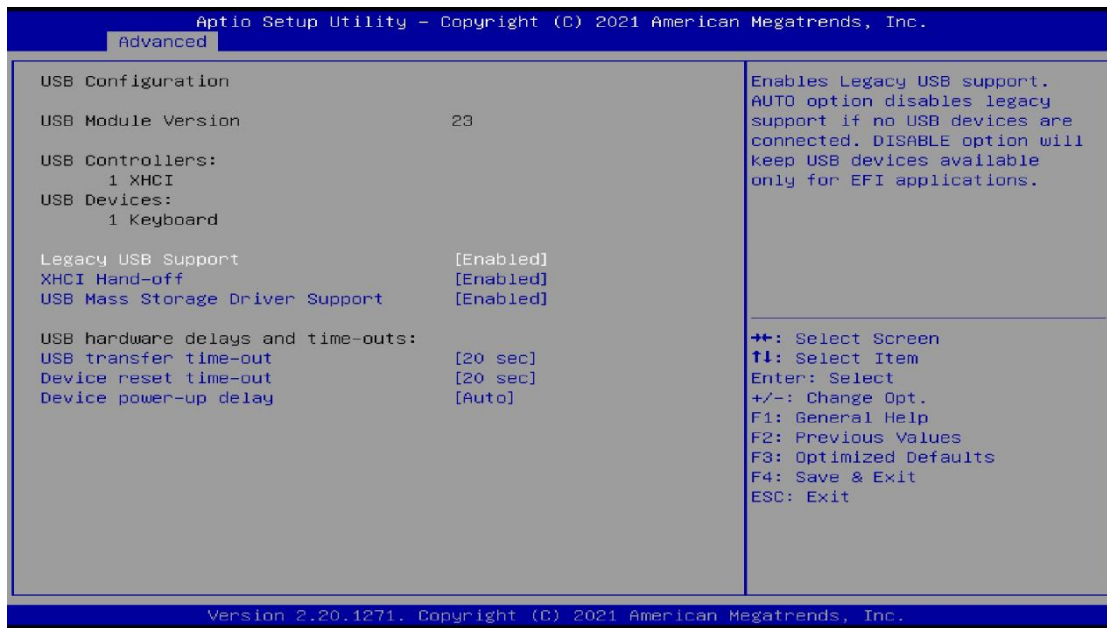 Aptio Setup Utility – Copyright (C) 2021 American Megatrends, Inc.
Advanced
USB Configuration
USB Module Version 23
USB Controllers:
1 XHCI
USB Devices:
1 Keyboard
Legacy USB Support [Enabled]
XHCI Hand-off [Enabled]
USB Mass Storage Driver Support [Enabled]
USB hardware delays and time-outs:
USB transfer time-out [20 sec]
Device reset time-out [20 sec]
Device power-up delay [Auto]
Enables Legacy USB support.
AUTO option disables legacy
support if no USB devices are
connected. DISABLE option will
keep USB devices available
only for EFI applications.
→←: Select Screen
↑↓: Select Item
Enter: Select
+/-: Change Opt.
F1: General Help
F2: Previous Values
F3: Optimized Defaults
F4: Save & Exit
ESC: Exit
Version 2.20.1271. Copyright (C) 2021 American Megatrends, Inc.